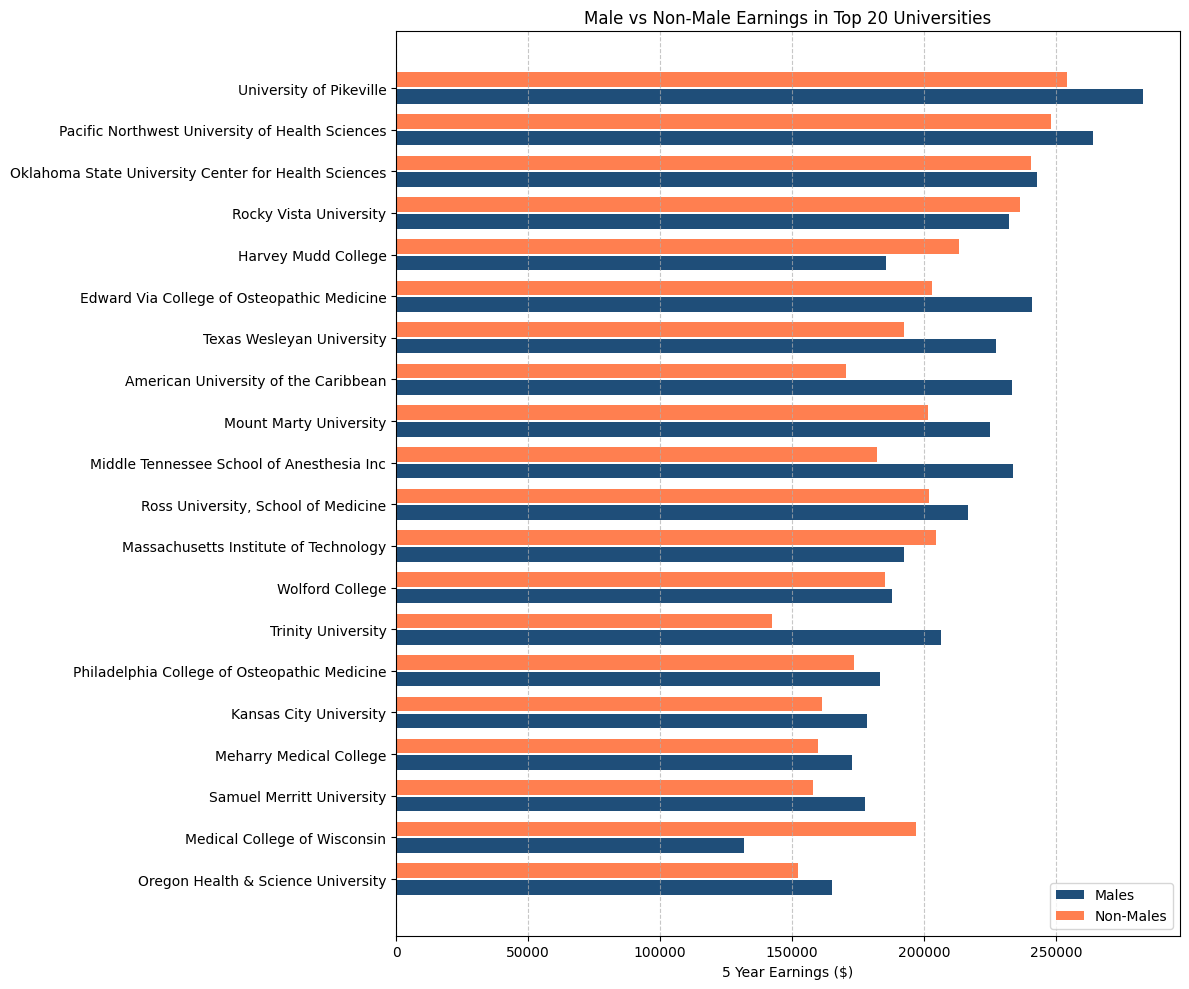 Male vs Non-Male Earnings in Top 20 Universities
University of Pikeville
Pacific Northwest University of Health Sciences
Oklahoma State University Center for Health Sciences
Rocky Vista University
Harvey Mudd College
Edward Via College of Osteopathic Medicine
Texas Wesleyan University
American University of the Caribbean
Mount Marty University
Middle Tennessee School of Anesthesia Inc
Ross University, School of Medicine
Massachusetts Institute of Technology
Wolford College
Trinity University
Philadelphia College of Osteopathic Medicine
Kansas City University
Meharry Medical College
Samuel Merritt University
Medical College of Wisconsin
Oregon Health & Science University
Males
Non-Males
0 50000 100000 150000 200000 250000
5 Year Earnings ($)